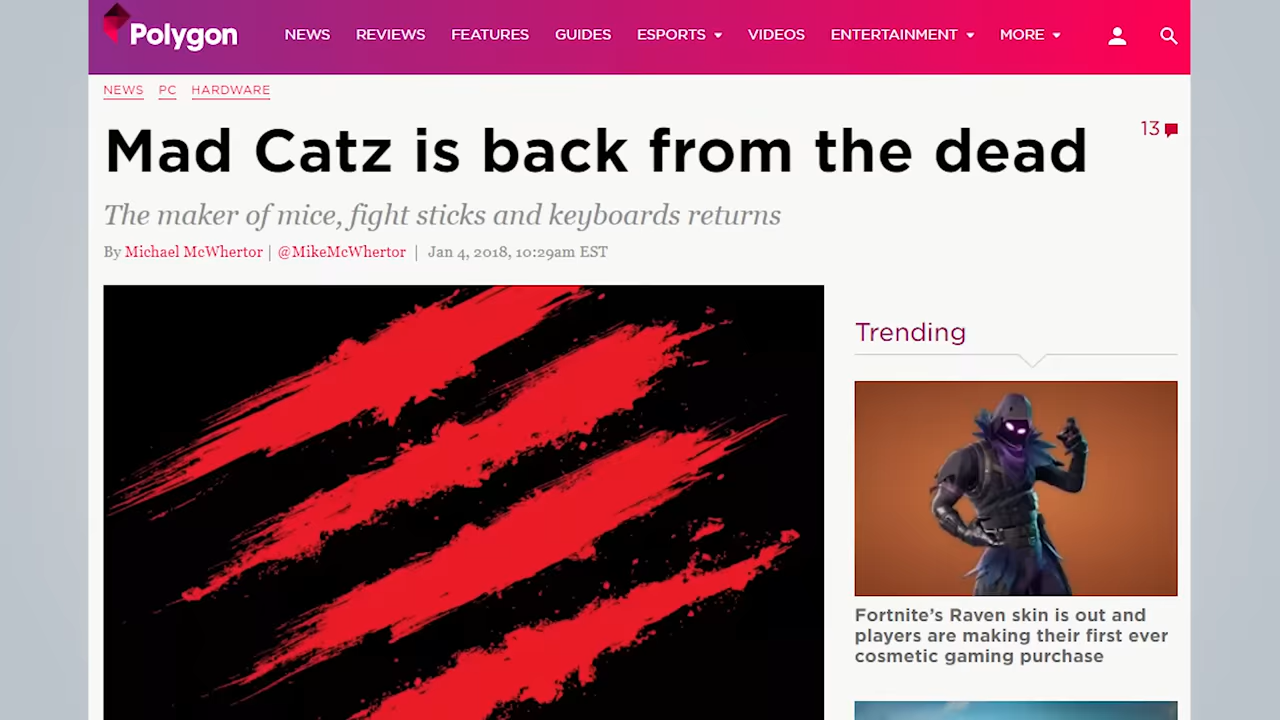 Polygon
NEWS REVIEWS FEATURES GUIDES ESPORTS VIDEOS ENTERTAINMENT MORE
NEWS PC HARDWARE
Mad Catz is back from the dead
13
The maker of mice, fight sticks and keyboards returns
By Michael McWhertor | @MikeMcWhertor | Jan 4, 2018, 10:29am EST
Trending
Fortnite’s Raven skin is out and
players are making their first ever
cosmetic gaming purchase